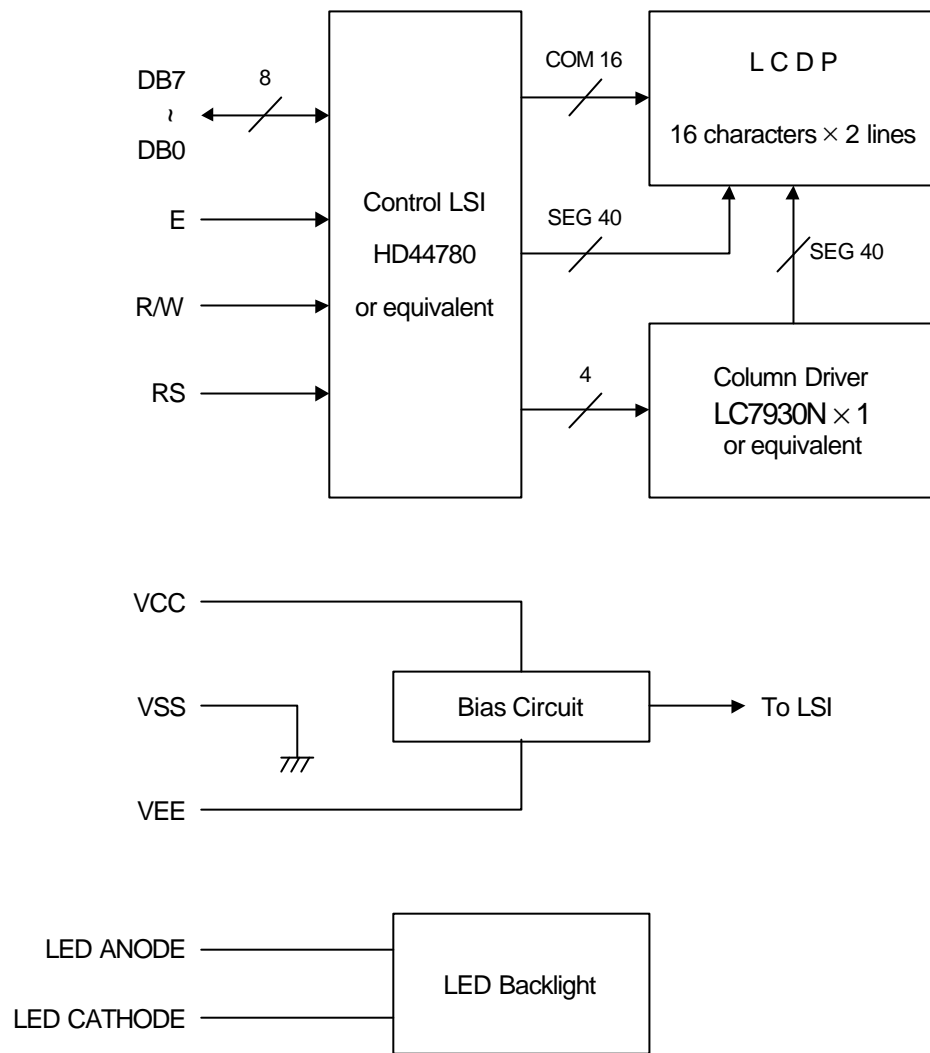 DB7
~
DB0
8
E
R/W
RS
Control LSI
HD44780
or equivalent
COM 16
SEG 40
4
L C D P
16 characters × 2 lines
SEG 40
Column Driver
LC7930N × 1
or equivalent
VCC
VSS
VEE
Bias Circuit
To LSI
LED ANODE
LED CATHODE
LED Backlight